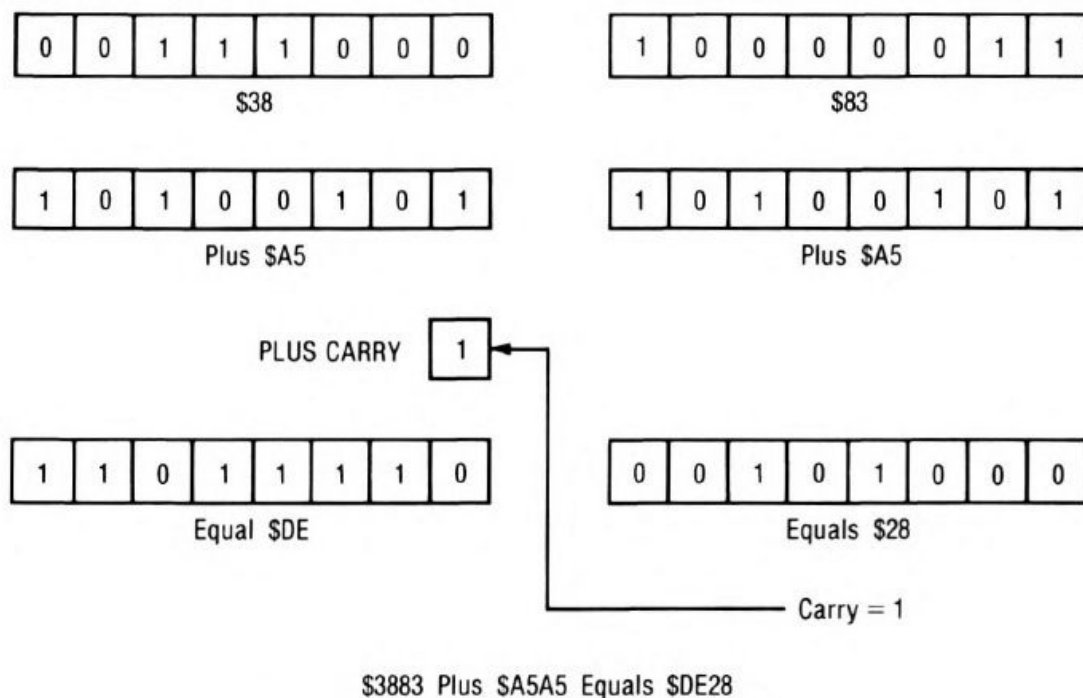 0 0 1 1 1 0 0 0
$38
1 0 0 0 0 0 1 1
$83
1 0 1 0 0 1 0 1
Plus $A5
1 0 1 0 0 1 0 1
Plus $A5
PLUS CARRY 1
1 1 0 1 1 1 1 0
Equal $DE
0 0 1 0 1 0 0 0
Equals $28
Carry = 1
$3883 Plus $A5A5 Equals $DE28